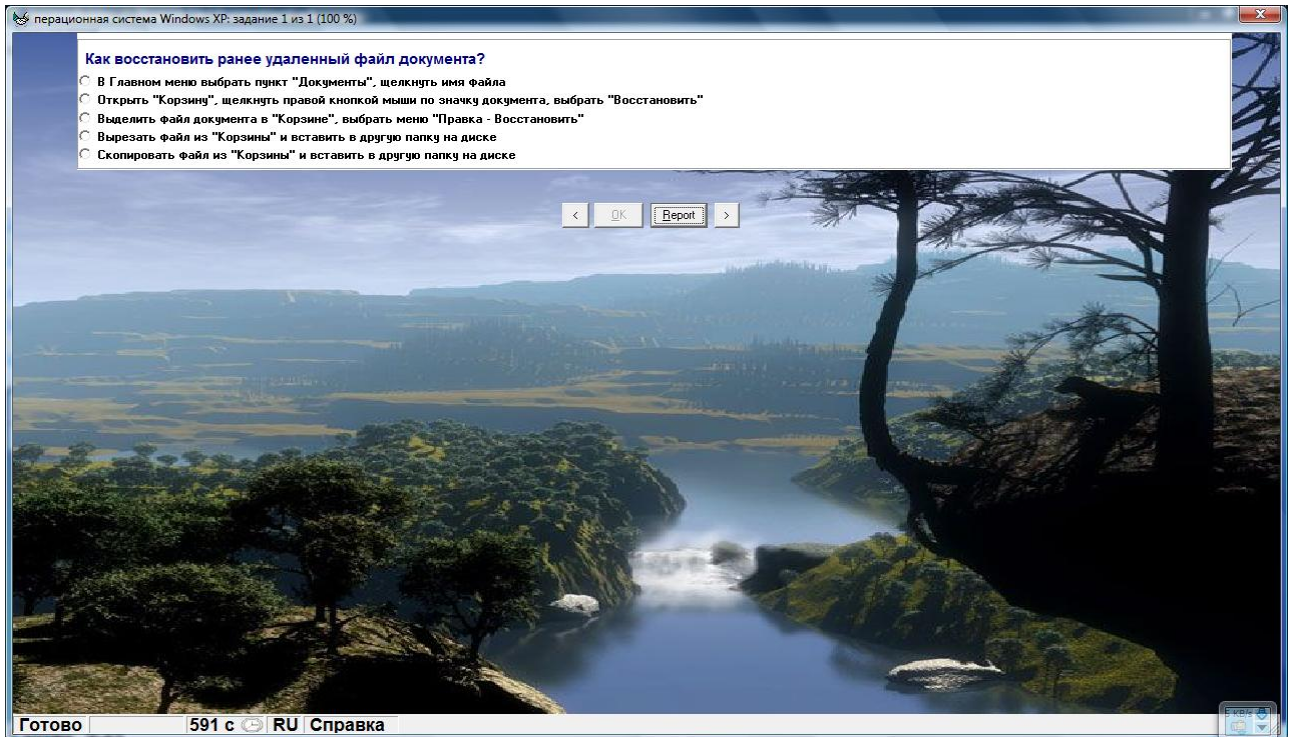 перационная система Windows XP: задание 1 из 1 (100 %)
Как восстановить ранее удаленный файл документа?
В Главном меню выбрать пункт "Документы", щелкнуть имя файла
Открыть "Корзину", щелкнуть правой кнопкой мыши по значку документа, выбрать "Восстановить"
Выделить файл документа в "Корзине", выбрать меню "Правка - Восстановить"
Вырезать файл из "Корзины" и вставить в другую папку на диске
Скопировать файл из "Корзины" и вставить в другую папку на диске
< OK Report >
Готово 591 с RU Справка
5 KB/s